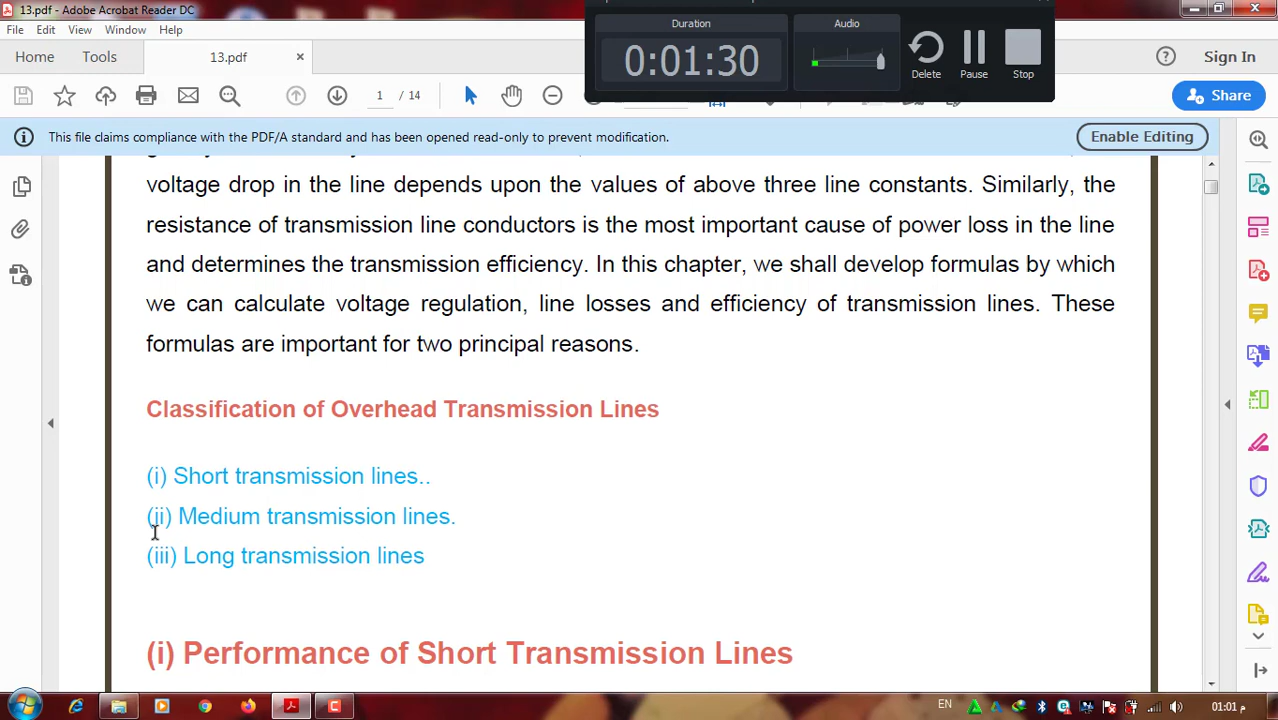 13.pdf - Adobe Acrobat Reader DC
File Edit View Window Help
Home Tools 13.pdf × Sign In
Duration Audio
0:01:30
Delete Pause Stop
1 / 14
Share
This file claims compliance with the PDF/A standard and has been opened read-only to prevent modification.
Enable Editing
voltage drop in the line depends upon the values of above three line constants. Similarly, the
resistance of transmission line conductors is the most important cause of power loss in the line
and determines the transmission efficiency. In this chapter, we shall develop formulas by which
we can calculate voltage regulation, line losses and efficiency of transmission lines. These
formulas are important for two principal reasons.
Classification of Overhead Transmission Lines
(i) Short transmission lines..
(ii) Medium transmission lines.
(iii) Long transmission lines
(i) Performance of Short Transmission Lines
EN
01:01 م